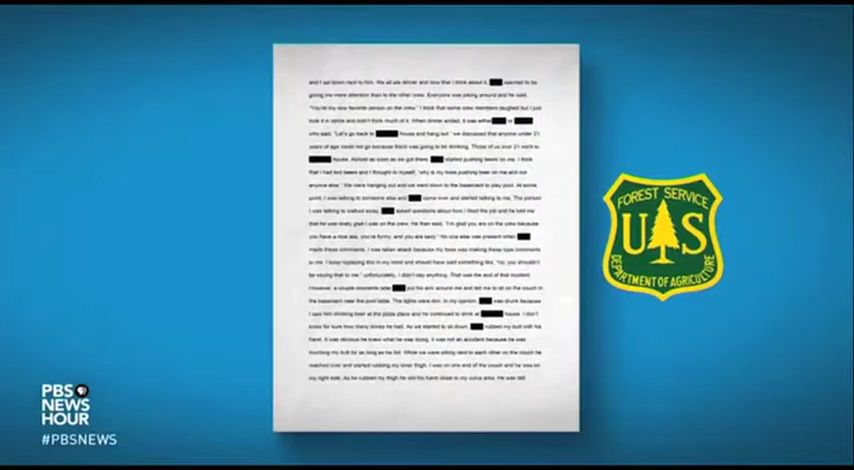 and I sat down next to him. We all ate dinner and now that I think about it, seemed to be
going me more attention than to the other crew. Everyone was joking around and he said,
"You're my new favorite person on the crew." I think that some crew members laughed but I just
took it in stride and didn't think much of it. When dinner ended, it was either or
who said, "Let's go back to house and hang out." we discussed that anyone under 21
years of age could not go because there was going to be drinking. Those of us over 21 went to
house. Almost as soon as we got there, started pushing beers on me. I think
that I had two beers and I thought to myself, "why is my boss pushing beer on me and not
anyone else." We were hanging out and we went down to the basement to play pool. At some
point, I was talking to someone else and came over and started talking to me. The person
I was talking to walked away. asked questions about how I liked the job and he told me
that he was really glad I was on the crew. He then said, "I'm glad you are on the crew because
you have a nice ass, you're funny, and you are sexy." No one else was present when
made these comments. I was taken aback because my boss was making these type comments
to me. I keep replaying this in my mind and should have said something like, "no, you shouldn't
be saying that to me." unfortunately, I didn't say anything. That was the end of that incident.
However, a couple moments later put his arm around me and led me to sit on the couch in
the basement near the pool table. The lights were dim. In my opinion, was drunk because
I saw him drinking beer at the pizza place and he continued to drink at house. I don't
know for sure how many drinks he had. As we started to sit down, rubbed my butt with his
hand. It was obvious he knew what he was doing, it was not an accident because he was
touching my butt for as long as he did. While we were sitting next to each other on the couch he
reached over and started rubbing my inner thigh. I was on one end of the couch and he was on
my right side. As he rubbed my thigh he slid his hand close to my vulva area. He was still
FOREST SERVICE
U S
DEPARTMENT OF AGRICULTURE
PBS
NEWS
HOUR
#PBSNEWS